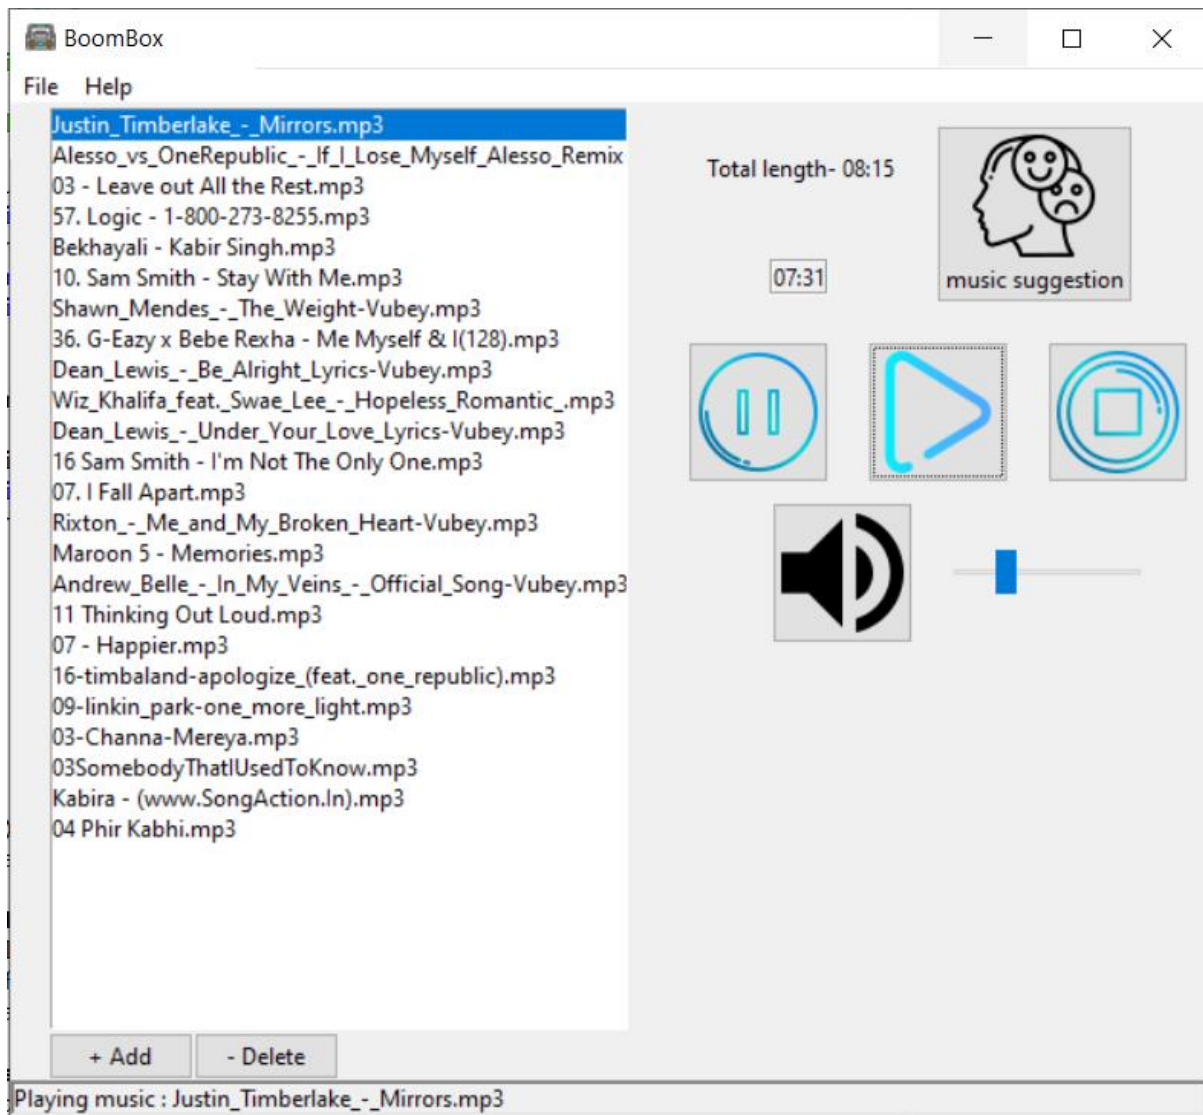 BoomBox
File Help
Justin_Timberlake_-_Mirrors.mp3
Alesso_vs_OneRepublic_-_If_I_Lose_Myself_Alesso_Remix
03 - Leave out All the Rest.mp3
57. Logic - 1-800-273-8255.mp3
Bekhayali - Kabir Singh.mp3
10. Sam Smith - Stay With Me.mp3
Shawn_Mendes_-_The_Weight-Vubey.mp3
36. G-Eazy x Bebe Rexha - Me Myself & I(128).mp3
Dean_Lewis_-_Be_Alright_Lyrics-Vubey.mp3
Wiz_Khalifa_feat._Swae_Lee_-_Hopeless_Romantic_.mp3
Dean_Lewis_-_Under_Your_Love_Lyrics-Vubey.mp3
16 Sam Smith - I'm Not The Only One.mp3
07. I Fall Apart.mp3
Rixton_-_Me_and_My_Broken_Heart-Vubey.mp3
Maroon 5 - Memories.mp3
Andrew_Belle_-_In_My_Veins_-_Official_Song-Vubey.mp3
11 Thinking Out Loud.mp3
07 - Happier.mp3
16-timbaland-apologize_(feat._one_republic).mp3
09-linkin_park-one_more_light.mp3
03-Channa-Mereya.mp3
03SomebodyThatIUsedToKnow.mp3
Kabira - (www.SongAction.In).mp3
04 Phir Kabhi.mp3
Total length- 08:15
07:31
music suggestion
+ Add - Delete
Playing music : Justin_Timberlake_-_Mirrors.mp3